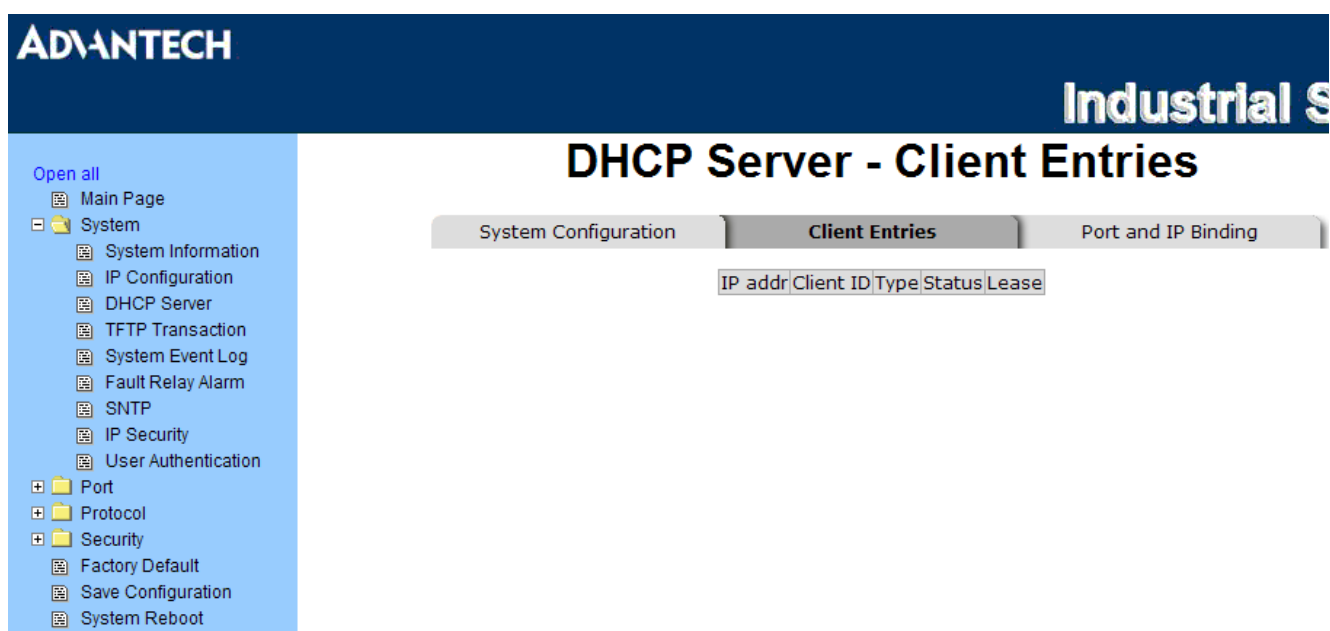 ADVANTECH
Industrial S
Open all
Main Page
System
System Information
IP Configuration
DHCP Server
TFTP Transaction
System Event Log
Fault Relay Alarm
SNTP
IP Security
User Authentication
Port
Protocol
Security
Factory Default
Save Configuration
System Reboot
DHCP Server - Client Entries
System Configuration Client Entries Port and IP Binding
IP addr Client ID Type Status Lease